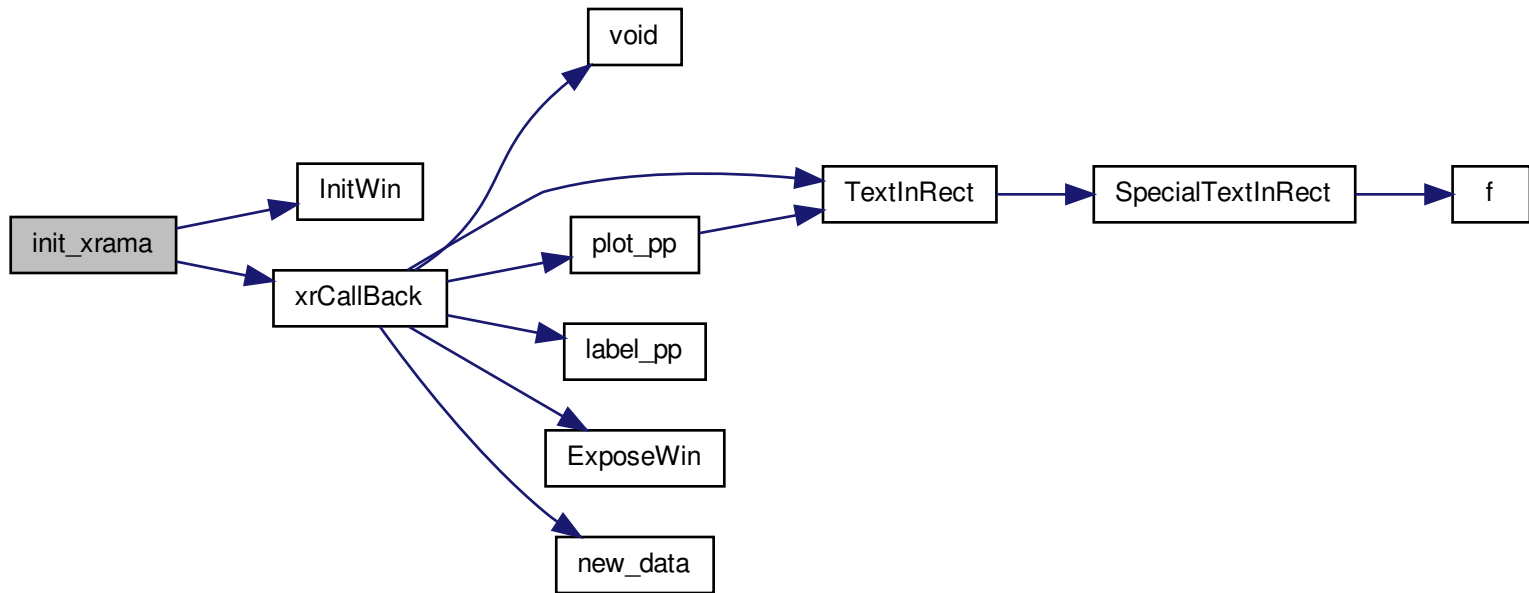 void
InitWin
TextInRect
SpecialTextInRect
f
init_xrama
plot_pp
xrCallBack
label_pp
ExposeWin
new_data